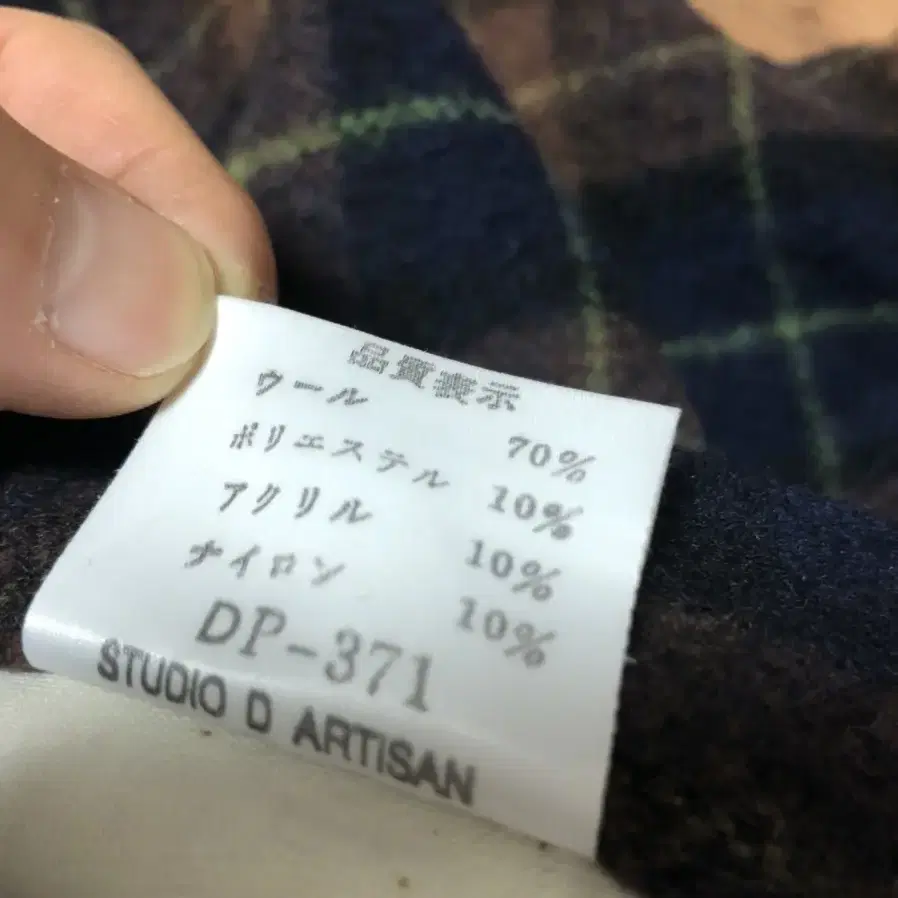 品質表示
ウール 70%
ポリエステル 10%
アクリル 10%
ナイロン 10%
DP-371
STUDIO D ARTISAN